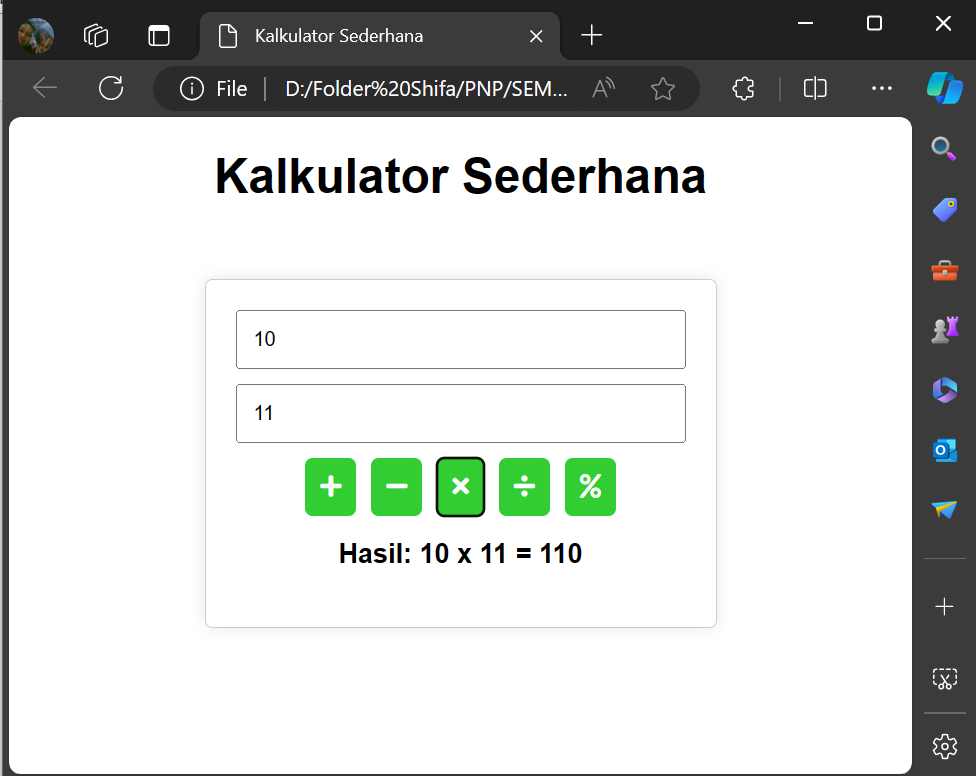 Kalkulator Sederhana
File D:/Folder%20Shifa/PNP/SEM...
Kalkulator Sederhana
10
11
+ − × ÷ %
Hasil: 10 x 11 = 110